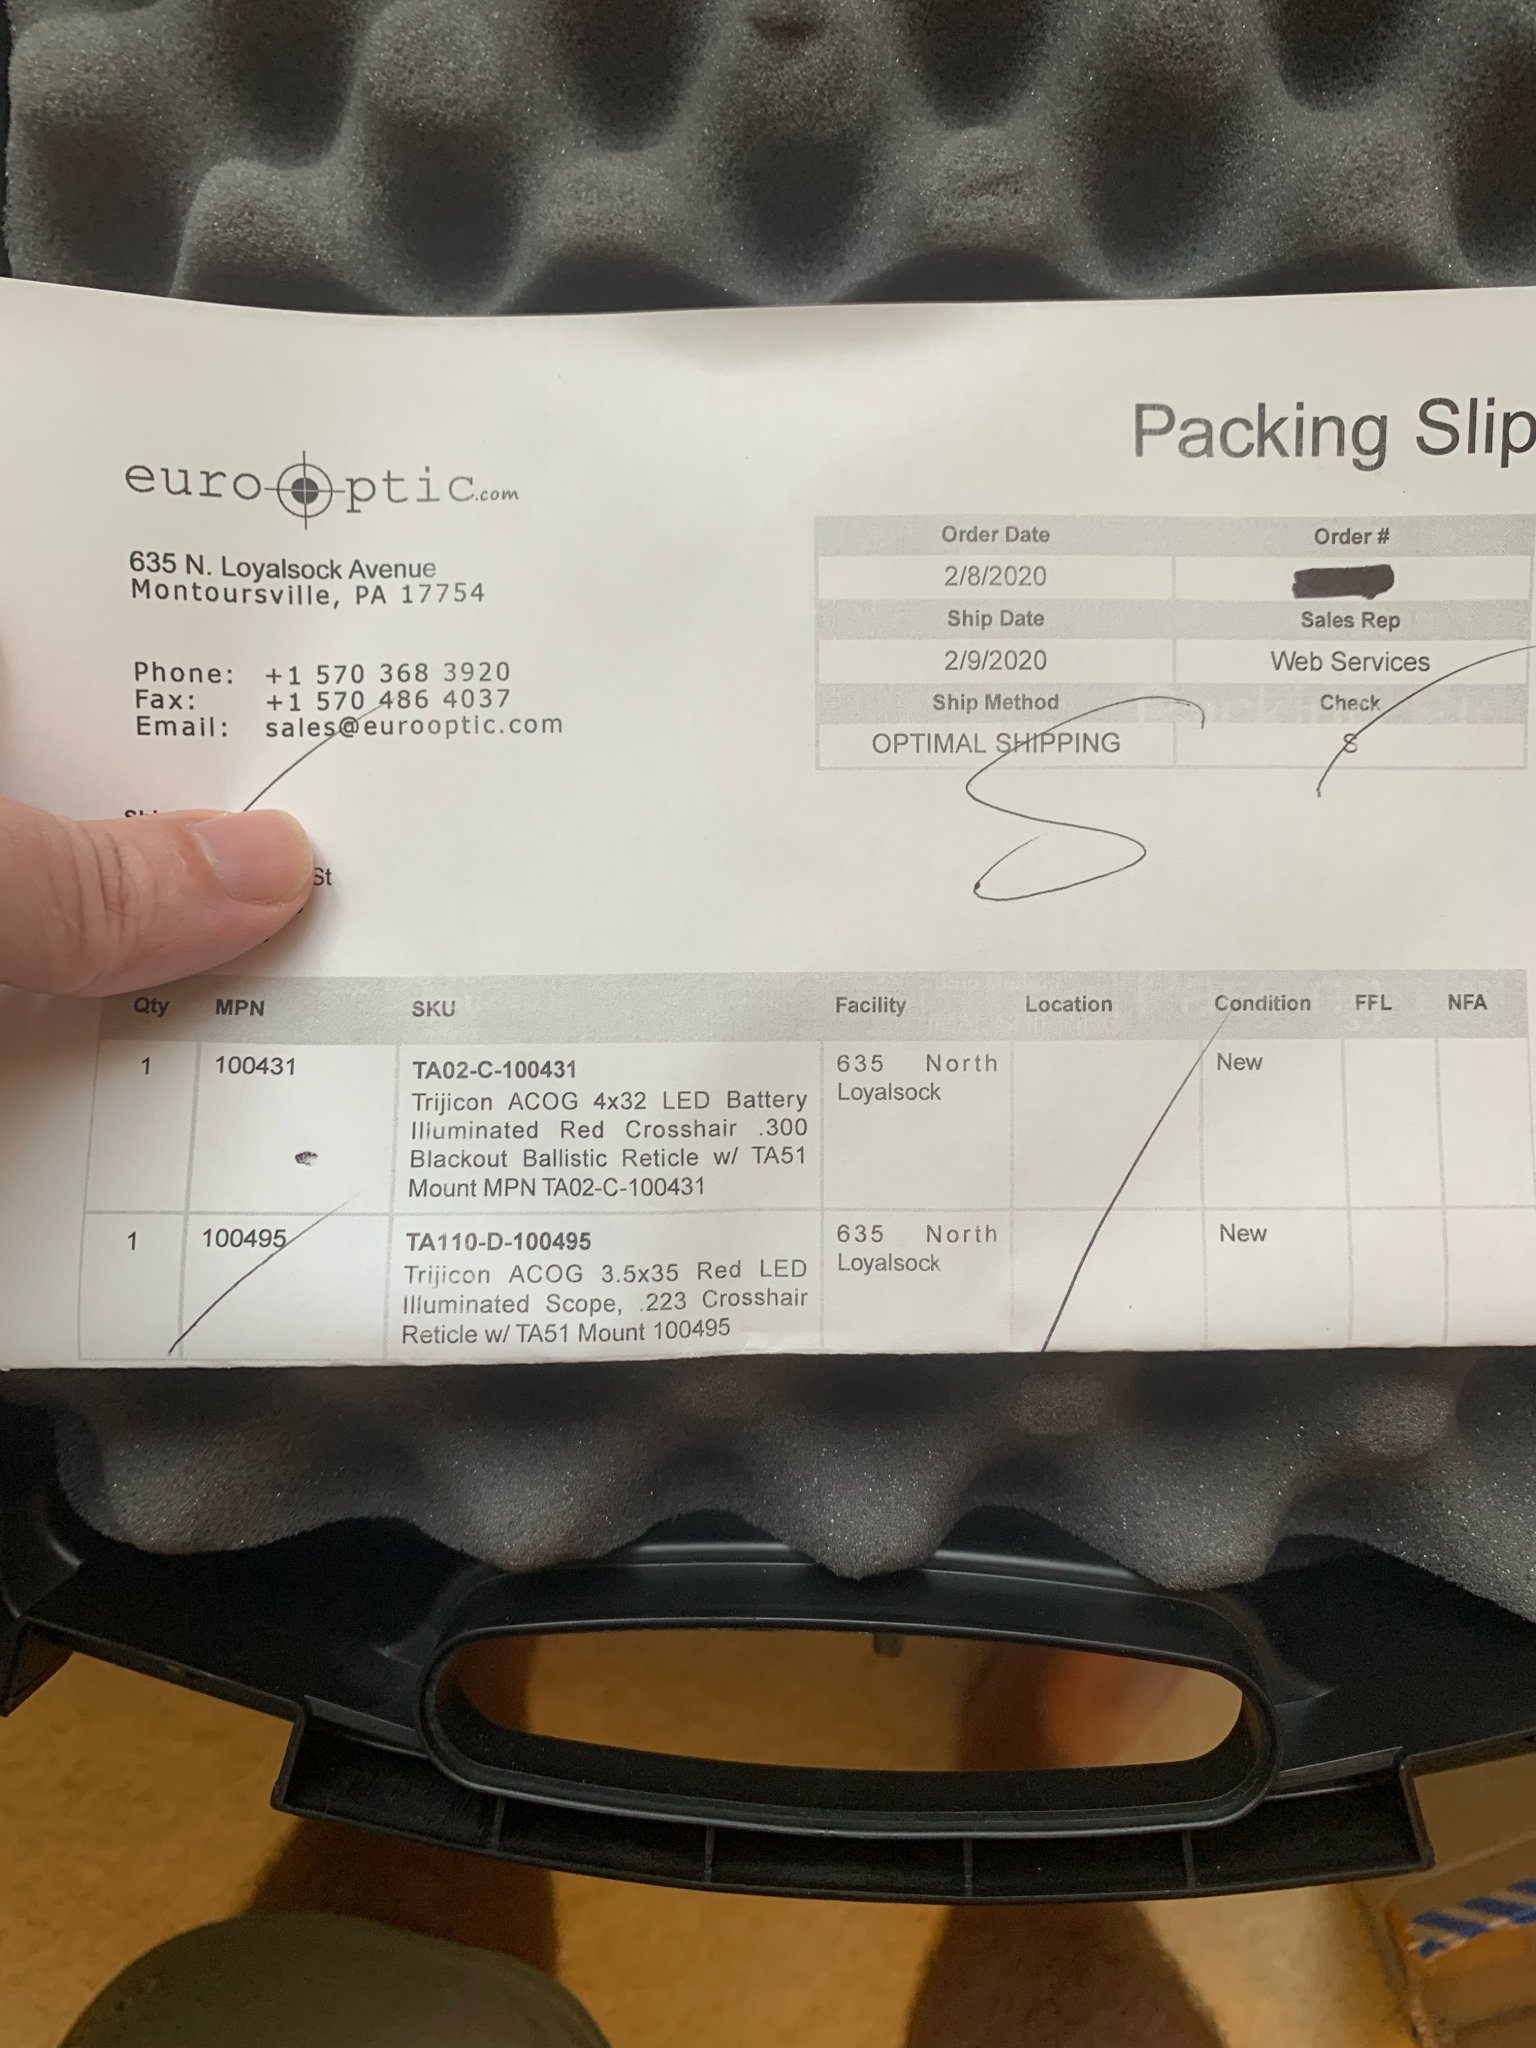 Packing Slip
eurooptic.com
635 N. Loyalsock Avenue
Montoursville, PA 17754
Phone: +1 570 368 3920
Fax: +1 570 486 4037
Email: sales@eurooptic.com
Order Date Order #
2/8/2020
Ship Date Sales Rep
2/9/2020 Web Services
Ship Method Check
OPTIMAL SHIPPING S
St
Qty MPN SKU Facility Location Condition FFL NFA
1 100431 TA02-C-100431 635 North New
Trijicon ACOG 4x32 LED Battery Loyalsock
Illuminated Red Crosshair .300
Blackout Ballistic Reticle w/ TA51
Mount MPN TA02-C-100431
1 100495 TA110-D-100495 635 North New
Trijicon ACOG 3.5x35 Red LED Loyalsock
Illuminated Scope, .223 Crosshair
Reticle w/ TA51 Mount 100495